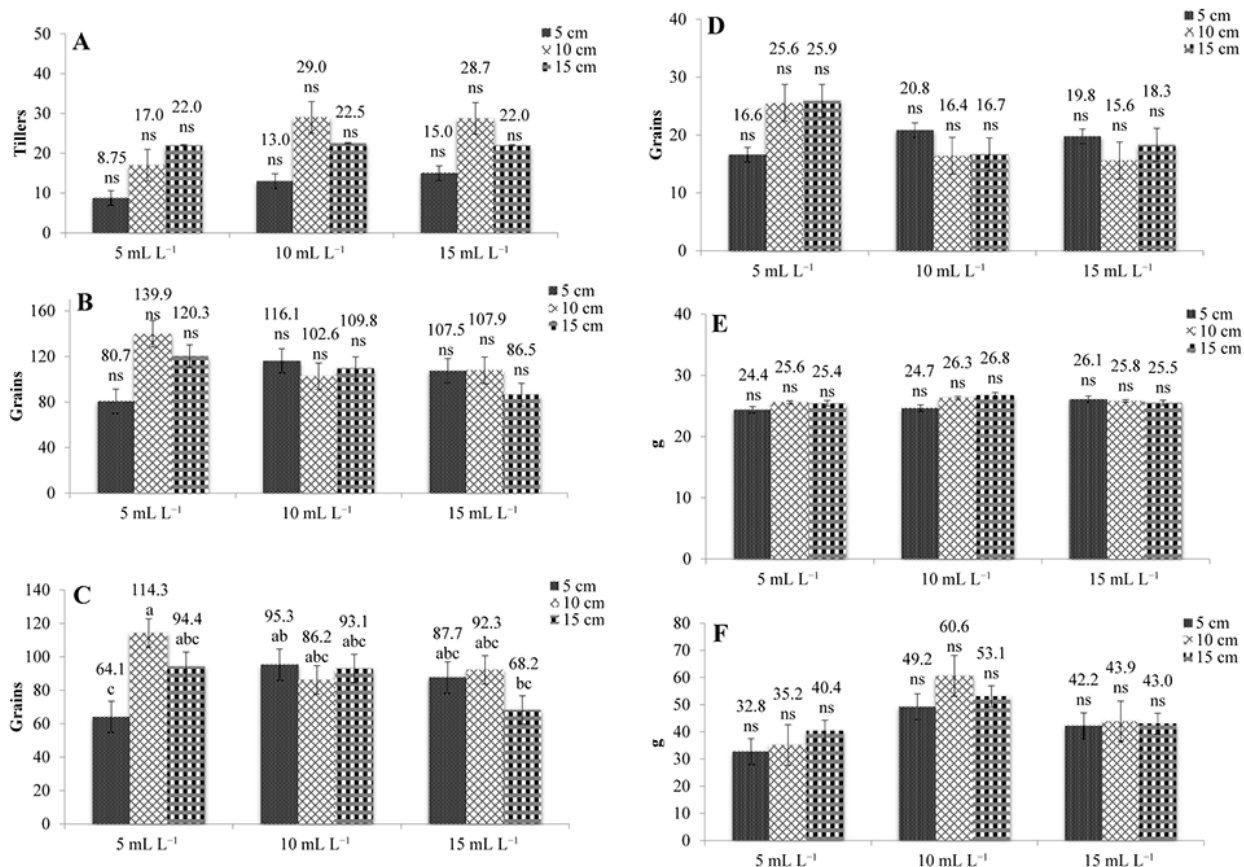 A
Tillers
50
40
30
20
10
0
5 cm
10 cm
15 cm
8.75
ns
17.0
ns
22.0
ns
13.0
ns
29.0
ns
22.5
ns
15.0
ns
28.7
ns
22.0
ns
5 mL L⁻¹
10 mL L⁻¹
15 mL L⁻¹
B
Grains
160
120
80
40
0
5 cm
10 cm
15 cm
80.7
ns
139.9
ns
120.3
ns
116.1
ns
102.6
ns
109.8
ns
107.5
ns
107.9
ns
86.5
ns
5 mL L⁻¹
10 mL L⁻¹
15 mL L⁻¹
C
Grains
140
120
100
80
60
40
20
0
5 cm
10 cm
15 cm
64.1
c
114.3
a
94.4
abc
95.3
ab
86.2
abc
93.1
abc
87.7
abc
92.3
abc
68.2
bc
5 mL L⁻¹
10 mL L⁻¹
15 mL L⁻¹
D
Grains
40
30
20
10
0
5 cm
10 cm
15 cm
16.6
ns
25.6
ns
25.9
ns
20.8
ns
16.4
ns
16.7
ns
19.8
ns
15.6
ns
18.3
ns
5 mL L⁻¹
10 mL L⁻¹
15 mL L⁻¹
E
g
40
30
20
10
0
5 cm
10 cm
15 cm
24.4
ns
25.6
ns
25.4
ns
24.7
ns
26.3
ns
26.8
ns
26.1
ns
25.8
ns
25.5
ns
5 mL L⁻¹
10 mL L⁻¹
15 mL L⁻¹
F
g
80
70
60
50
40
30
20
10
0
5 cm
10 cm
15 cm
32.8
ns
35.2
ns
40.4
ns
49.2
ns
60.6
ns
53.1
ns
42.2
ns
43.9
ns
43.0
ns
5 mL L⁻¹
10 mL L⁻¹
15 mL L⁻¹